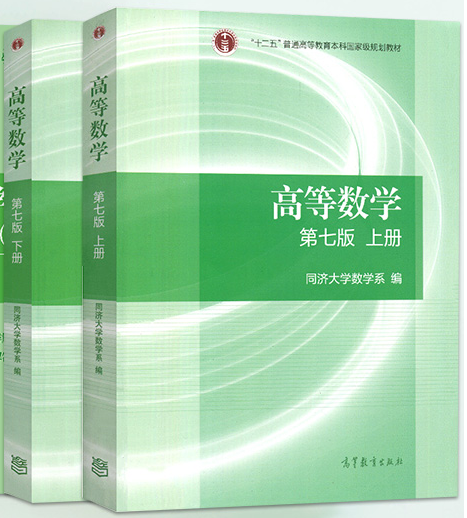 高等数学
第七版 下册
同济大学数学系 编
高等数学
第七版 上册
同济大学数学系 编
"十二五"普通高等教育本科国家级规划教材
高等数学
第七版 上册
同济大学数学系 编
高等教育出版社